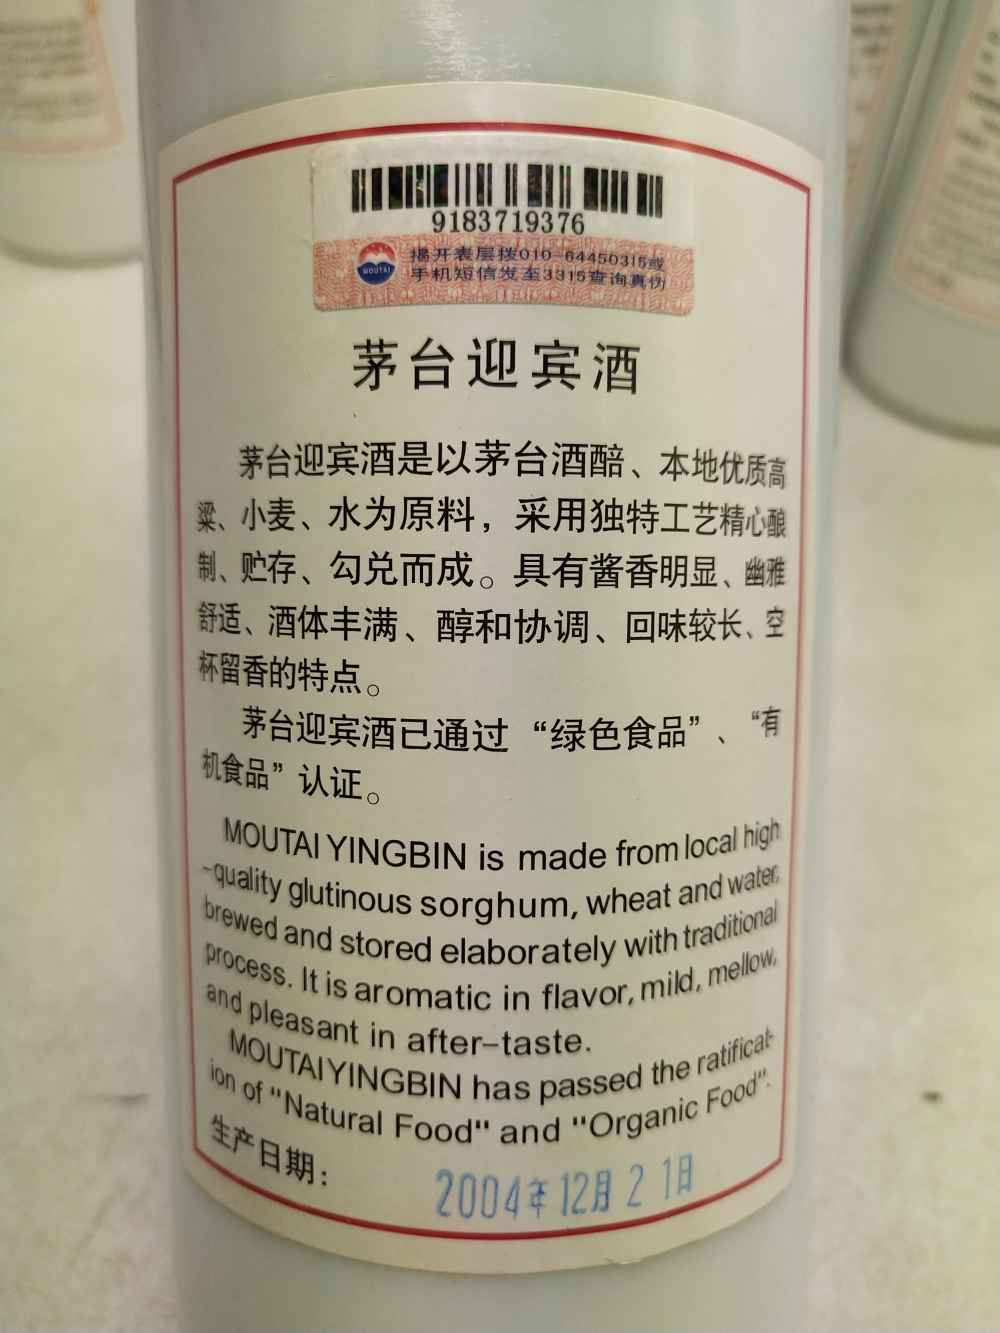 9183719376
MOUTAI
揭开表层拨010-64450315或
手机短信发至3315查询真伪
茅台迎宾酒
茅台迎宾酒是以茅台酒醅、本地优质高
粱、小麦、水为原料，采用独特工艺精心酿
制、贮存、勾兑而成。具有酱香明显、幽雅
舒适、酒体丰满、醇和协调、回味较长、空
杯留香的特点。
茅台迎宾酒已通过“绿色食品”、“有
机食品”认证。
MOUTAI YINGBIN is made from local high
-quality glutinous sorghum, wheat and water,
brewed and stored elaborately with traditional
process. It is aromatic in flavor, mild, mellow,
and pleasant in after-taste.
MOUTAI YINGBIN has passed the ratificat-
ion of "Natural Food" and "Organic Food".
生产日期：2004年12月21日